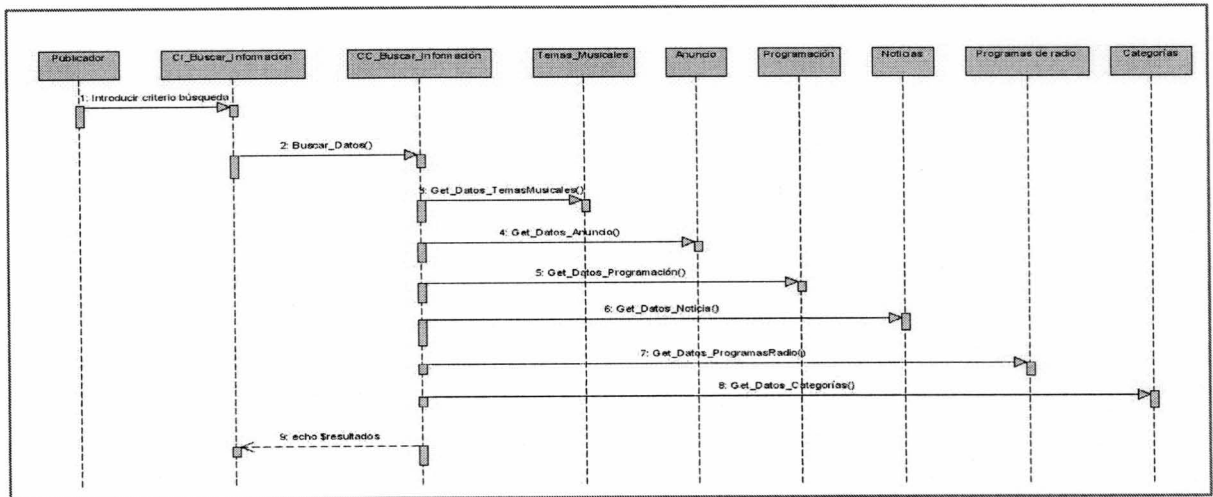 Publicador
CI_Buscar_Información
CC_Buscar_Información
Temas_Musicales
Anuncio
Programación
Noticias
Programas de radio
Categorías
1: Introducir criterio búsqueda
2: Buscar_Datos()
3: Get_Datos_TemasMusicales()
4: Get_Datos_Anuncio()
5: Get_Datos_Programación()
6: Get_Datos_Noticia()
7: Get_Datos_ProgramasRadio()
8: Get_Datos_Categorías()
9: echo $resultados